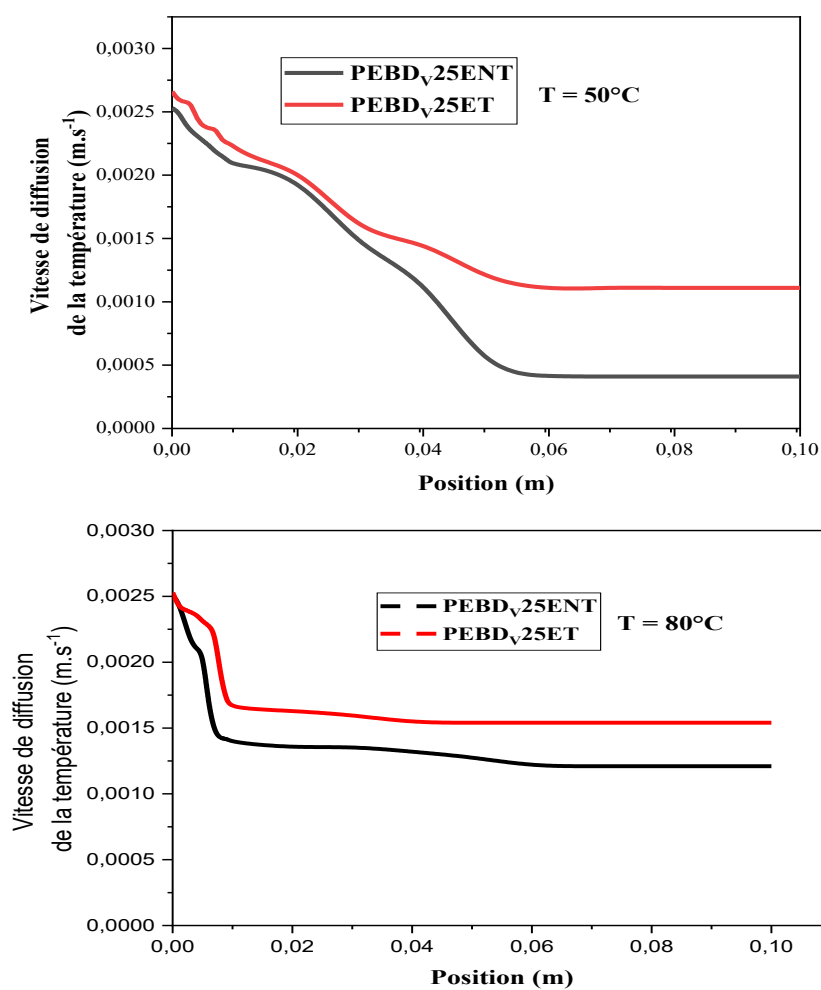 0,0030
0,0025
0,0020
0,0015
0,0010
0,0005
0,0000
Vitesse de diffusion
de la température (m.s⁻¹)
PEBDV25ENT
PEBDV25ET
T = 50°C
0,00 0,02 0,04 0,06 0,08 0,10
Position (m)
0,0030
0,0025
0,0020
0,0015
0,0010
0,0005
0,0000
Vitesse de diffusion
de la température (m.s⁻¹)
PEBDV25ENT
PEBDV25ET
T = 80°C
0,00 0,02 0,04 0,06 0,08 0,10
Position (m)